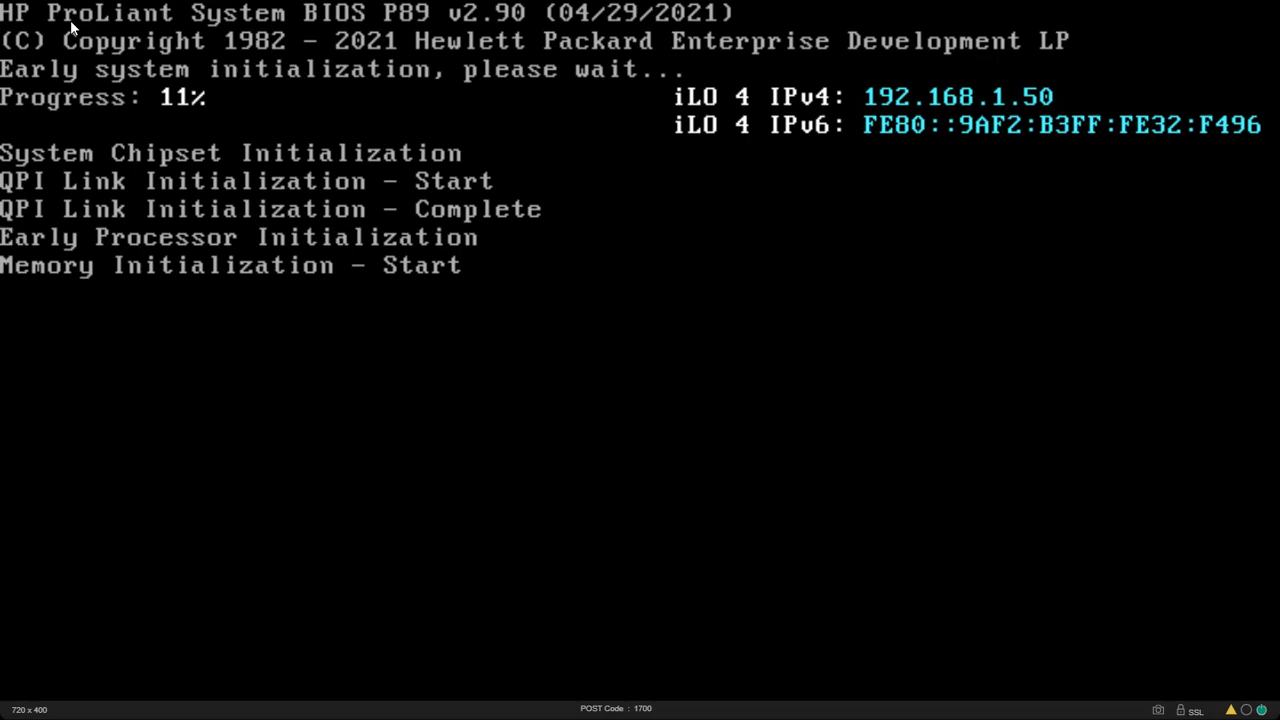 HP ProLiant System BIOS P89 v2.90 (04/29/2021)
(C) Copyright 1982 - 2021 Hewlett Packard Enterprise Development LP
Early system initialization, please wait...
Progress: 11% iLO 4 IPv4: 192.168.1.50
iLO 4 IPv6: FE80::9AF2:B3FF:FE32:F496
System Chipset Initialization
QPI Link Initialization - Start
QPI Link Initialization - Complete
Early Processor Initialization
Memory Initialization - Start
720 x 400 POST Code : 1700 SSL